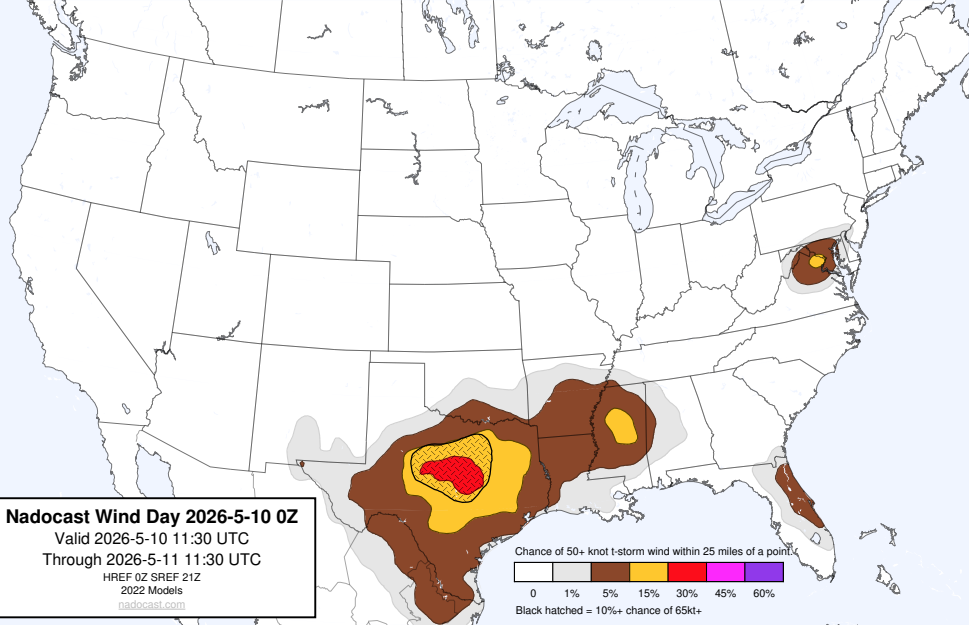 Nadocast Wind Day 2026-5-10 0Z
Valid 2026-5-10 11:30 UTC
Through 2026-5-11 11:30 UTC
HREF 0Z SREF 21Z
2022 Models
nadocast.com
Chance of 50+ knot t-storm wind within 25 miles of a point.
0 1% 5% 15% 30% 45% 60%
Black hatched = 10%+ chance of 65kt+